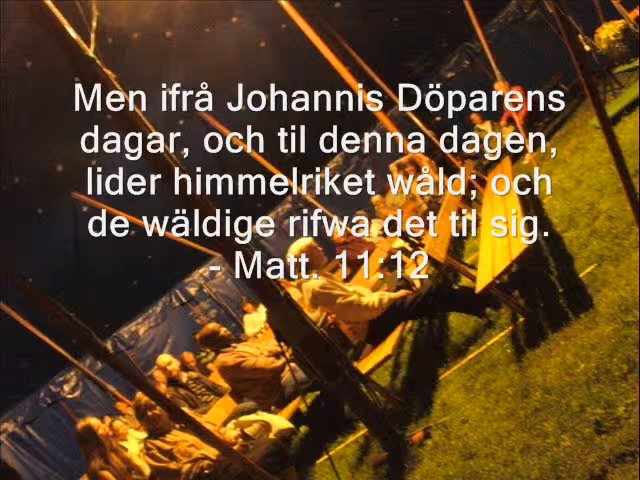 Men ifrå Johannis Döparens
dagar, och til denna dagen,
lider himmelriket wåld; och
de wäldige rifwa det til sig.
- Matt. 11:12